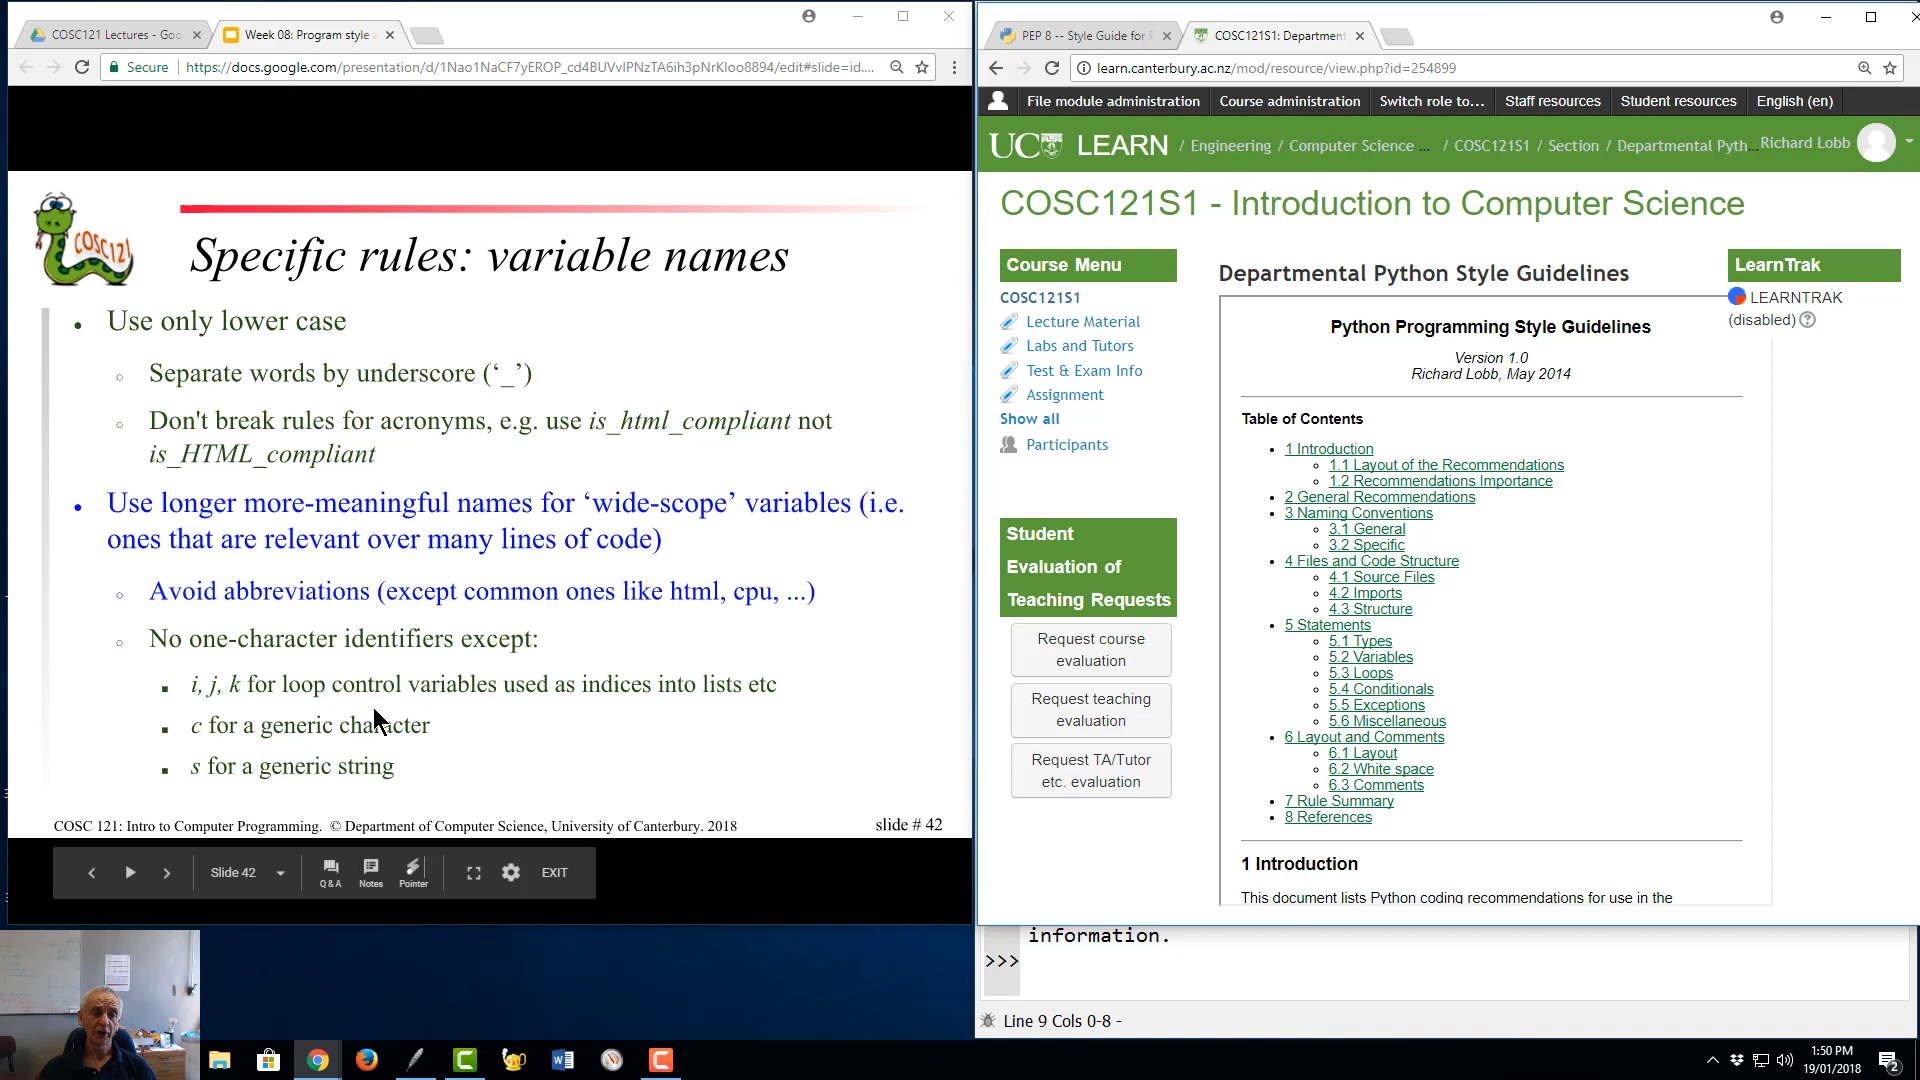 COSC121 Lectures - Goo
Week 08: Program style
Secure
https://docs.google.com/presentation/d/1Nao1NaCF7yEROP_cd4BUVvIPNzTA6ih3pNrKloo8894/edit#slide=id....
COSC121
Specific rules: variable names
• Use only lower case
○ Separate words by underscore (‘_’)
○ Don't break rules for acronyms, e.g. use is_html_compliant not
is_HTML_compliant
• Use longer more-meaningful names for ‘wide-scope’ variables (i.e.
ones that are relevant over many lines of code)
○ Avoid abbreviations (except common ones like html, cpu, ...)
○ No one-character identifiers except:
■ i, j, k for loop control variables used as indices into lists etc
■ c for a generic character
■ s for a generic string
COSC 121: Intro to Computer Programming. © Department of Computer Science, University of Canterbury. 2018
slide # 42
Slide 42
Q & A
Notes
Pointer
EXIT
PEP 8 -- Style Guide for P
COSC121S1: Department
learn.canterbury.ac.nz/mod/resource/view.php?id=254899
File module administration
Course administration
Switch role to...
Staff resources
Student resources
English (en)
UC LEARN / Engineering / Computer Science ... / COSC121S1 / Section / Departmental Pyth...
Richard Lobb
COSC121S1 - Introduction to Computer Science
Course Menu
COSC121S1
Lecture Material
Labs and Tutors
Test & Exam Info
Assignment
Show all
Participants
Student
Evaluation of
Teaching Requests
Request course
evaluation
Request teaching
evaluation
Request TA/Tutor
etc. evaluation
Departmental Python Style Guidelines
Python Programming Style Guidelines
Version 1.0
Richard Lobb, May 2014
Table of Contents
• 1 Introduction
○ 1.1 Layout of the Recommendations
○ 1.2 Recommendations Importance
• 2 General Recommendations
• 3 Naming Conventions
○ 3.1 General
○ 3.2 Specific
• 4 Files and Code Structure
○ 4.1 Source Files
○ 4.2 Imports
○ 4.3 Structure
• 5 Statements
○ 5.1 Types
○ 5.2 Variables
○ 5.3 Loops
○ 5.4 Conditionals
○ 5.5 Exceptions
○ 5.6 Miscellaneous
• 6 Layout and Comments
○ 6.1 Layout
○ 6.2 White space
○ 6.3 Comments
• 7 Rule Summary
• 8 References
1 Introduction
This document lists Python coding recommendations for use in the
LearnTrak
LEARNTRAK
(disabled)
information.
>>>
Line 9 Cols 0-8 -
1:50 PM
19/01/2018
2